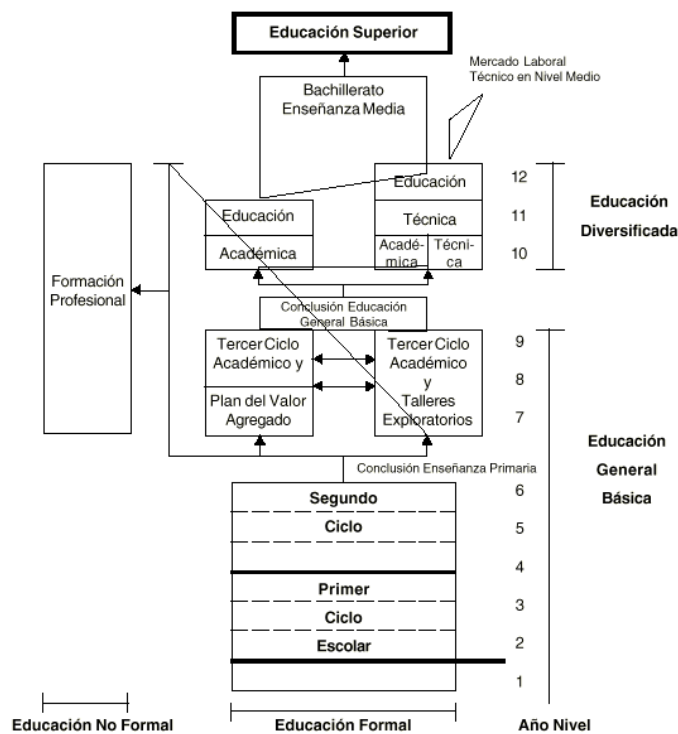 Educación Superior
Mercado Laboral
Técnico en Nivel Medio
Bachillerato
Enseñanza Media
Educación
12
Educación
Técnica
11
Educación
Diversificada
Académica
Acadé-
mica
Técni-
ca
10
Formación
Profesional
Conclusión Educación
General Básica
Tercer Ciclo
Académico y
Tercer Ciclo
Académico
y
9
8
Plan del Valor
Agregado
Talleres
Exploratorios
7
Conclusión Enseñanza Primaria
Educación
General
Básica
Segundo
6
Ciclo
5
4
Primer
3
Ciclo
Escolar
2
1
Educación No Formal
Educación Formal
Año Nivel